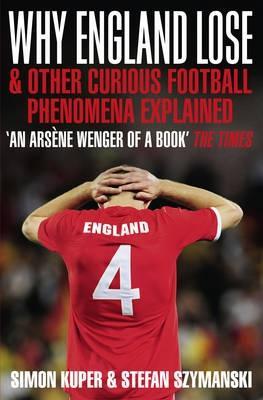 WHY ENGLAND LOSE
& OTHER CURIOUS FOOTBALL
PHENOMENA EXPLAINED
‘AN ARSÈNE WENGER OF A BOOK’ THE TIMES
ENGLAND
4
SIMON KUPER & STEFAN SZYMANSKI